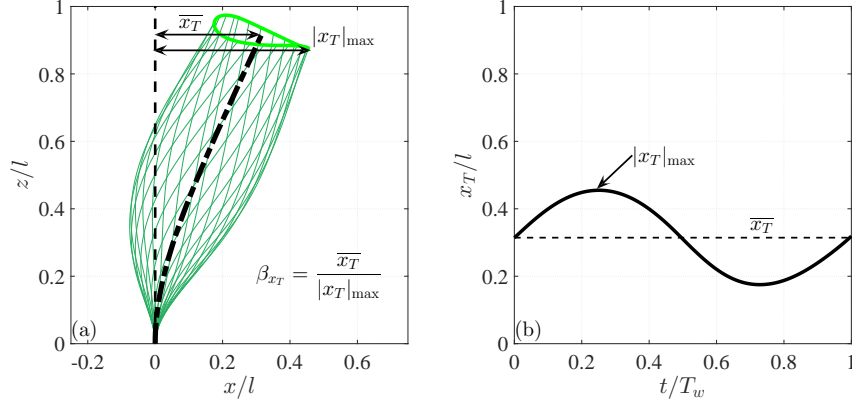 $\overline{x_T}$
$|x_T|_{\max}$
1
0.8
0.6
0.4
0.2
0
z/l
$\beta_{x_T} = \dfrac{\overline{x_T}}{|x_T|_{\max}}$
(a)
-0.2 0 0.2 0.4 0.6
x/l
1
0.8
0.6
0.4
0.2
0
$x_T/l$
$|x_T|_{\max}$
$\overline{x_T}$
(b)
0 0.2 0.4 0.6 0.8 1
$t/T_w$